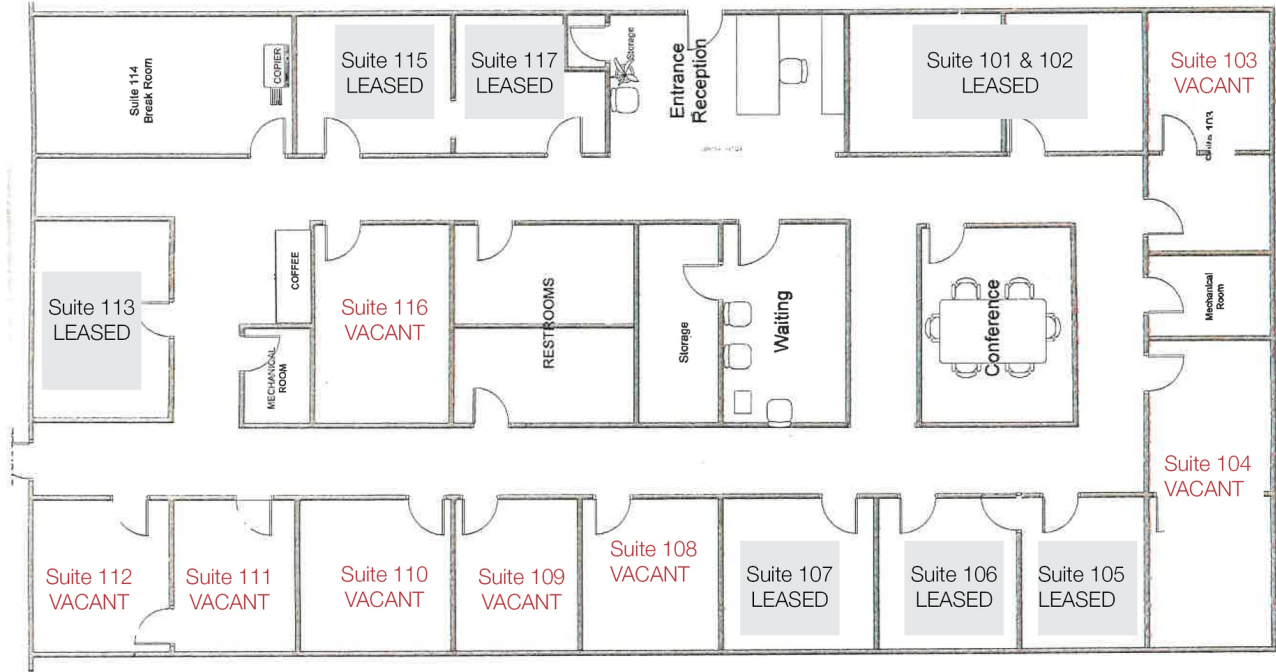 Suite 114
Break Room
COPIER
Suite 115
LEASED
Suite 117
LEASED
Storage
Entrance
Reception
Suite 101 & 102
LEASED
Suite 103
VACANT
Suite 113
LEASED
COFFEE
MECHANICAL
ROOM
Suite 116
VACANT
RESTROOMS
Storage
Waiting
Conference
Mechanical
Room
Suite 104
VACANT
Suite 112
VACANT
Suite 111
VACANT
Suite 110
VACANT
Suite 109
VACANT
Suite 108
VACANT
Suite 107
LEASED
Suite 106
LEASED
Suite 105
LEASED